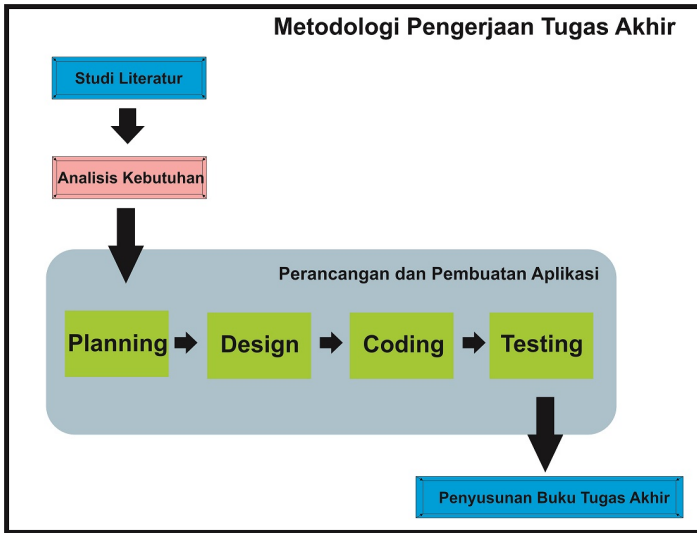 Metodologi Pengerjaan Tugas Akhir
Studi Literatur
Analisis Kebutuhan
Perancangan dan Pembuatan Aplikasi
Planning
Design
Coding
Testing
Penyusunan Buku Tugas Akhir